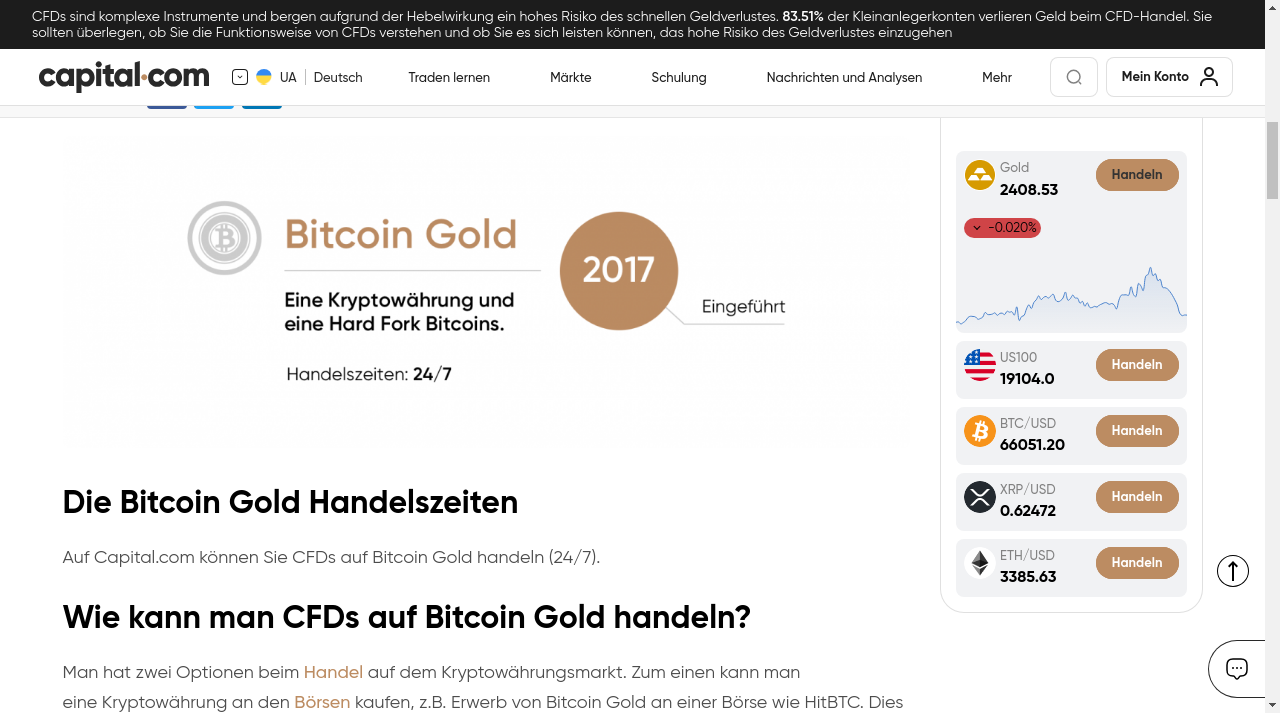 CFDs sind komplexe Instrumente und bergen aufgrund der Hebelwirkung ein hohes Risiko des schnellen Geldverlustes. 83.51% der Kleinanlegerkonten verlieren Geld beim CFD-Handel. Sie
sollten überlegen, ob Sie die Funktionsweise von CFDs verstehen und ob Sie es sich leisten können, das hohe Risiko des Geldverlustes einzugehen
capital.com
UA
Deutsch
Traden lernen
Märkte
Schulung
Nachrichten und Analysen
Mehr
Mein Konto
Bitcoin Gold
Eine Kryptowährung und
eine Hard Fork Bitcoins.
Handelszeiten: 24/7
2017
Eingeführt
Die Bitcoin Gold Handelszeiten
Auf Capital.com können Sie CFDs auf Bitcoin Gold handeln (24/7).
Wie kann man CFDs auf Bitcoin Gold handeln?
Man hat zwei Optionen beim Handel auf dem Kryptowährungsmarkt. Zum einen kann man
eine Kryptowährung an den Börsen kaufen, z.B. Erwerb von Bitcoin Gold an einer Börse wie HitBTC. Dies
Gold
2408.53
Handeln
-0.020%
US100
19104.0
Handeln
BTC/USD
66051.20
Handeln
XRP/USD
0.62472
Handeln
ETH/USD
3385.63
Handeln